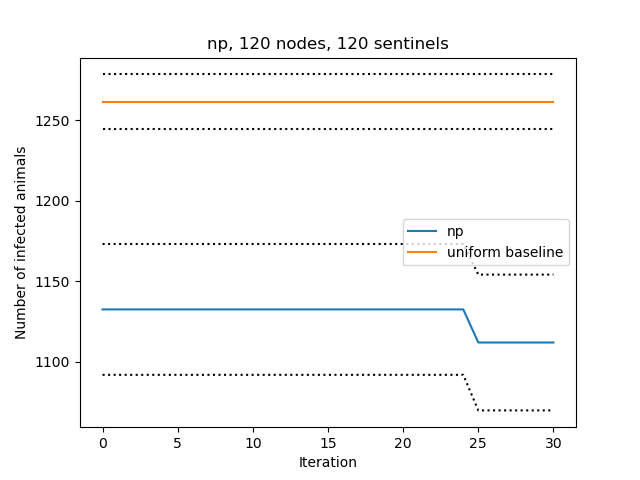 np, 120 nodes, 120 sentinels
Number of infected animals
1250
1200
1150
1100
np
uniform baseline
0 5 10 15 20 25 30
Iteration